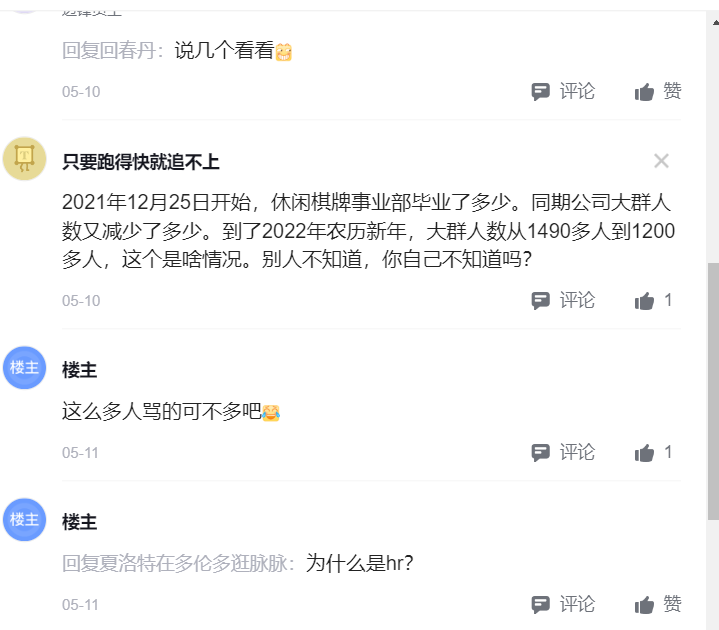 回复回春丹：说几个看看
05-10 评论 赞
只要跑得快就追不上
2021年12月25日开始，休闲棋牌事业部毕业了多少。同期公司大群人
数又减少了多少。到了2022年农历新年，大群人数从1490多人到1200
多人，这个是啥情况。别人不知道，你自己不知道吗？
05-10 评论 1
楼主 楼主
这么多人骂的可不多吧
05-11 评论 1
楼主 楼主
回复夏洛特在多伦多逛脉脉：为什么是hr？
05-11 评论 赞